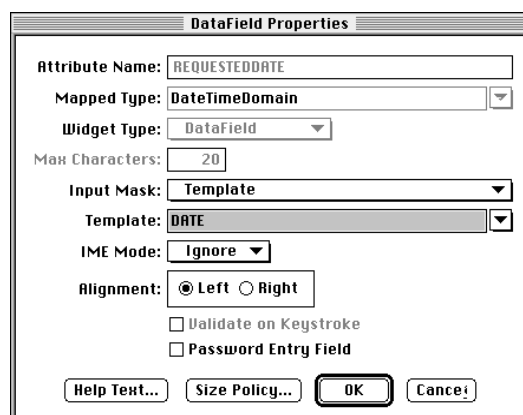 DataField Properties
Attribute Name: REQUESTEDDATE
Mapped Type: DateTimeDomain
Widget Type: DataField
Max Characters: 20
Input Mask: Template
Template: DATE
IME Mode: Ignore
Alignment: Left Right
Validate on Keystroke
Password Entry Field
Help Text... Size Policy... OK Cancel